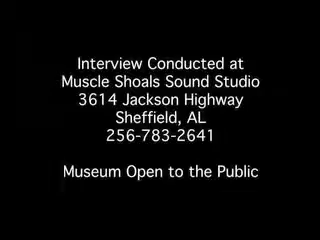 Interview Conducted at
Muscle Shoals Sound Studio
3614 Jackson Highway
Sheffield, AL
256-783-2641
Museum Open to the Public